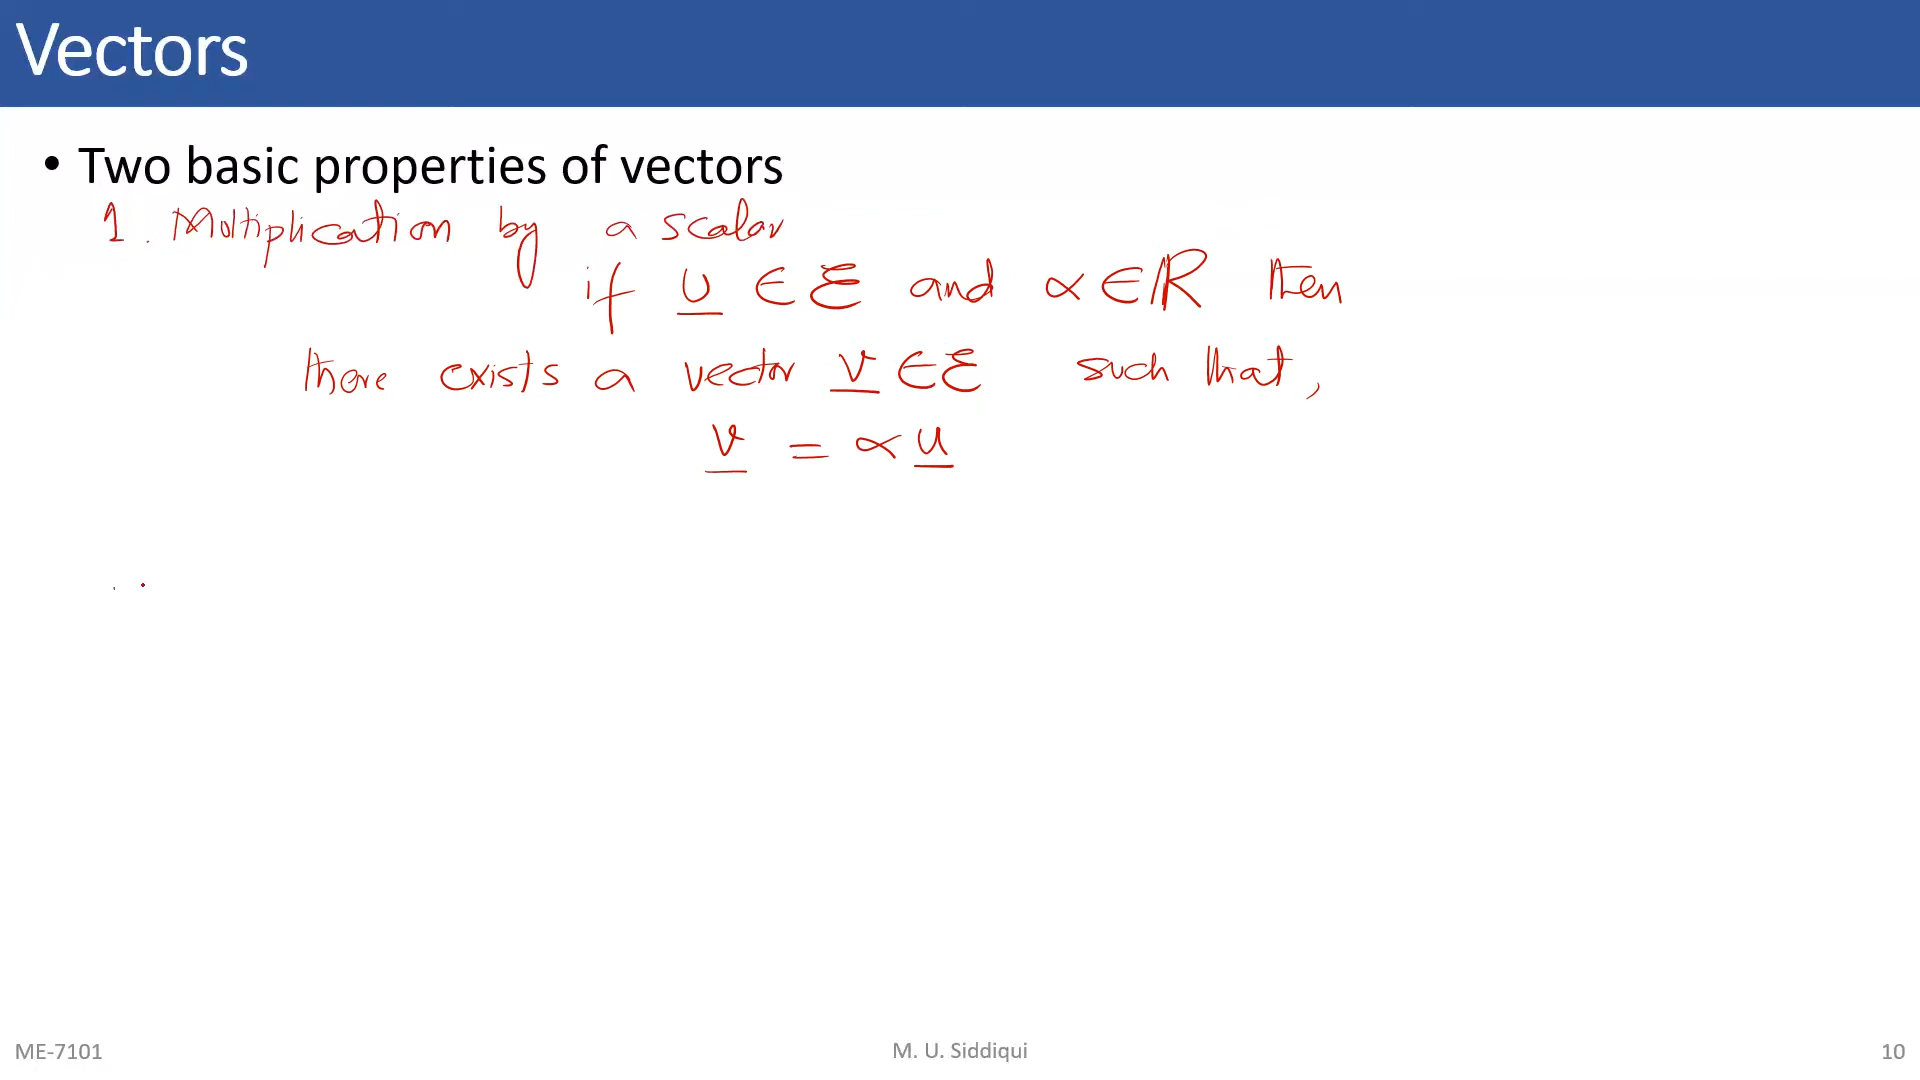 Vectors
• Two basic properties of vectors
1. Multiplication by a scalar
if u ∈ ℰ and α ∈ ℝ then
there exists a vector v ∈ ℰ such that,
v = α u
ME-7101
M. U. Siddiqui
10